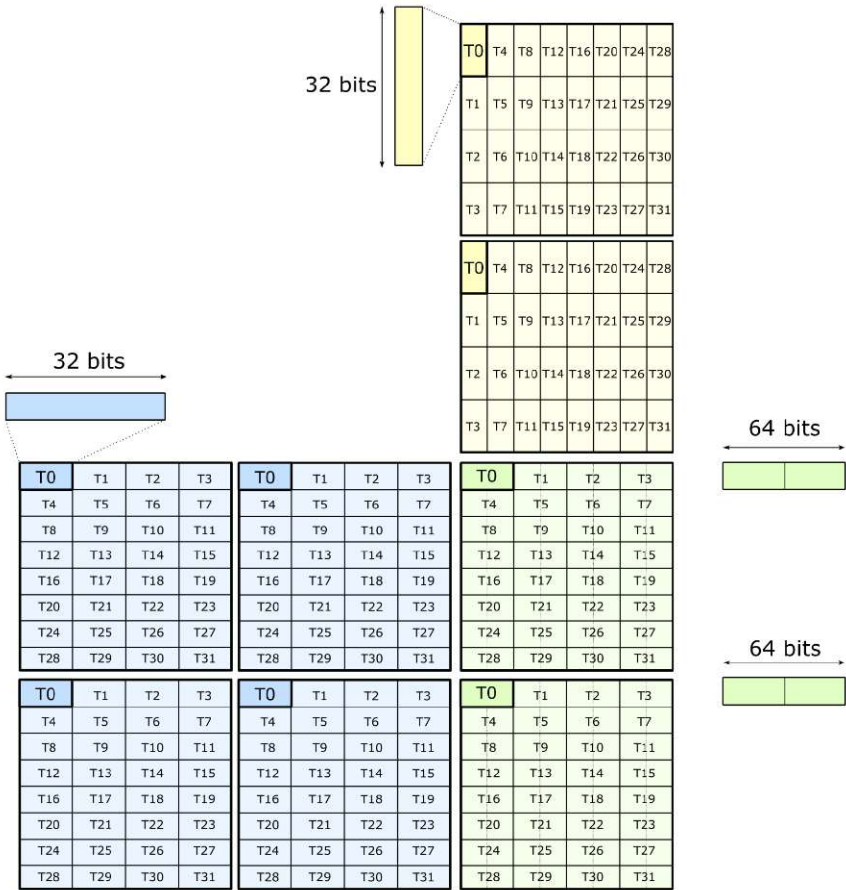 32 bits
T0 T4 T8 T12 T16 T20 T24 T28
T1 T5 T9 T13 T17 T21 T25 T29
T2 T6 T10 T14 T18 T22 T26 T30
T3 T7 T11 T15 T19 T23 T27 T31
T0 T4 T8 T12 T16 T20 T24 T28
T1 T5 T9 T13 T17 T21 T25 T29
T2 T6 T10 T14 T18 T22 T26 T30
T3 T7 T11 T15 T19 T23 T27 T31
32 bits
64 bits
T0 T1 T2 T3 T0 T1 T2 T3 T0 T1 T2 T3
T4 T5 T6 T7 T4 T5 T6 T7 T4 T5 T6 T7
T8 T9 T10 T11 T8 T9 T10 T11 T8 T9 T10 T11
T12 T13 T14 T15 T12 T13 T14 T15 T12 T13 T14 T15
T16 T17 T18 T19 T16 T17 T18 T19 T16 T17 T18 T19
T20 T21 T22 T23 T20 T21 T22 T23 T20 T21 T22 T23
T24 T25 T26 T27 T24 T25 T26 T27 T24 T25 T26 T27
T28 T29 T30 T31 T28 T29 T30 T31 T28 T29 T30 T31
64 bits
T0 T1 T2 T3 T0 T1 T2 T3 T0 T1 T2 T3
T4 T5 T6 T7 T4 T5 T6 T7 T4 T5 T6 T7
T8 T9 T10 T11 T8 T9 T10 T11 T8 T9 T10 T11
T12 T13 T14 T15 T12 T13 T14 T15 T12 T13 T14 T15
T16 T17 T18 T19 T16 T17 T18 T19 T16 T17 T18 T19
T20 T21 T22 T23 T20 T21 T22 T23 T20 T21 T22 T23
T24 T25 T26 T27 T24 T25 T26 T27 T24 T25 T26 T27
T28 T29 T30 T31 T28 T29 T30 T31 T28 T29 T30 T31